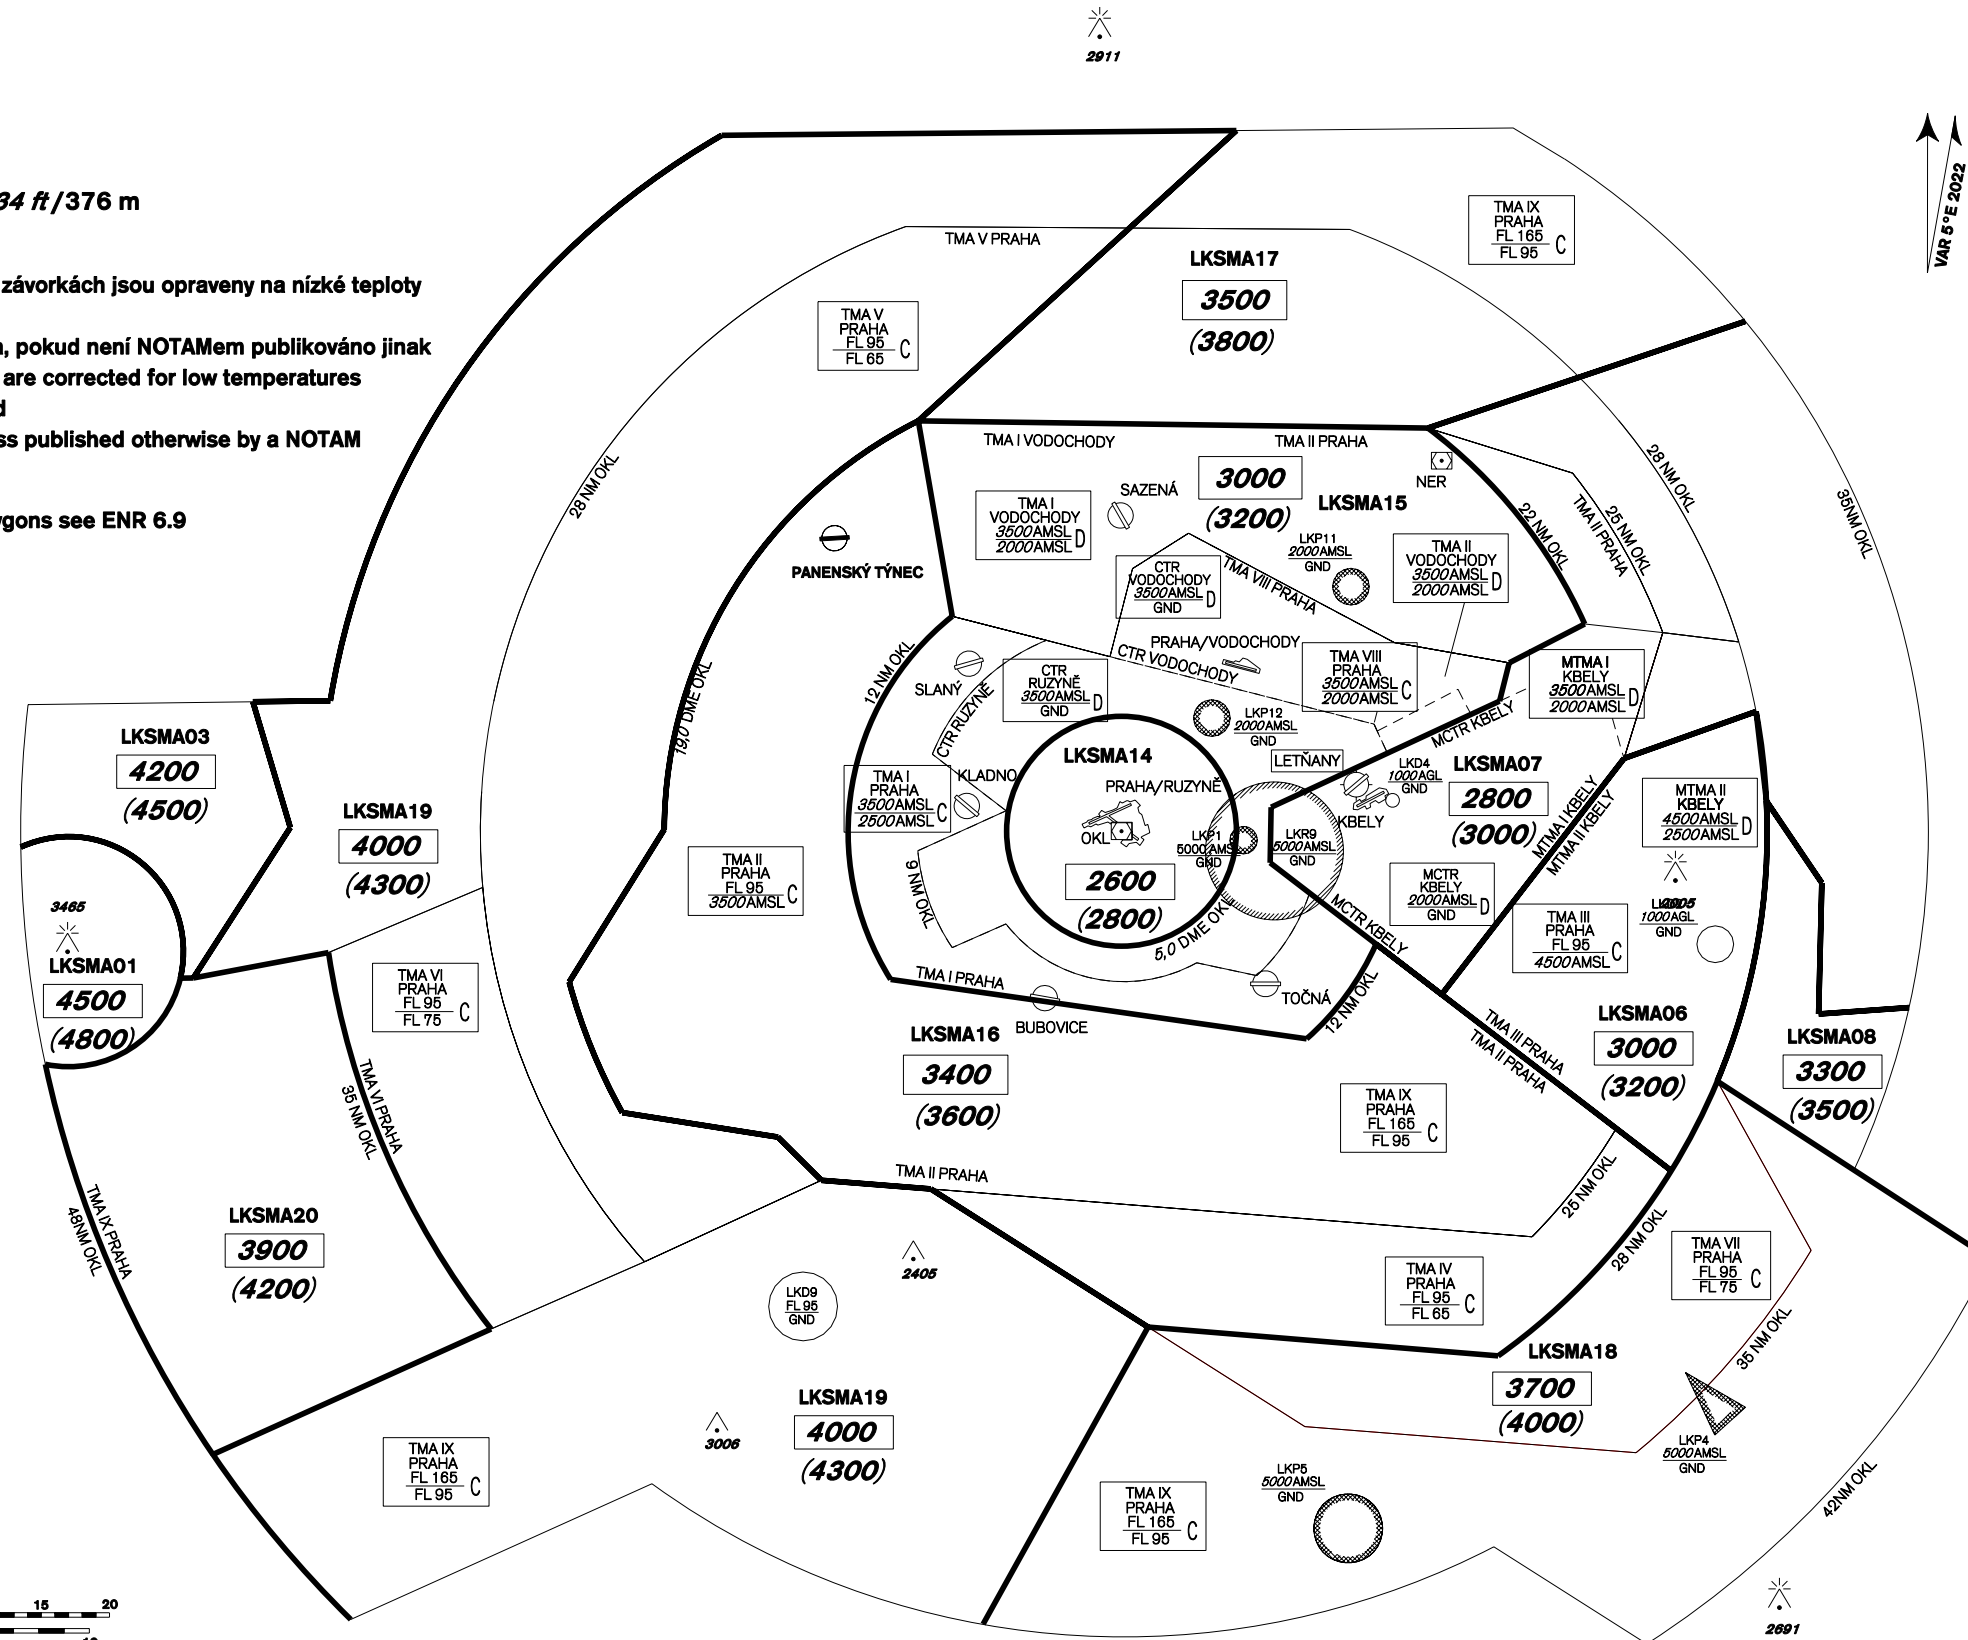 2911
34 ft/376 m
VAR 5°E 2022
závorkách jsou opraveny na nízké teploty
, pokud není NOTAMem publikováno jinak
are corrected for low temperatures
ss published otherwise by a NOTAM
ygons see ENR 6.9
TMA IX
PRAHA
FL 165
FL 95
C
TMA V PRAHA
LKSMA17
3500
(3800)
TMA V
PRAHA
FL 95
FL 65
C
28 NM OKL
28 NM OKL
35NM OKL
TMA I VODOCHODY
TMA II PRAHA
3000
(3200)
LKSMA15
NER
SAZENÁ
TMA I
VODOCHODY
3500AMSL
2000AMSL
D
22 NM OKL
25 NM OKL
TMA II PRAHA
PANENSKÝ TÝNEC
LKP11
2000AMSL
GND
TMA II
VODOCHODY
3500AMSL
2000AMSL
D
CTR
VODOCHODY
3500AMSL
GND
D
TMA VIII PRAHA
PRAHA/VODOCHODY
CTR VODOCHODY
12 NM OKL
19,0 DME OKL
SLANÝ
CTR RUZYNĚ
CTR
RUZYNĚ
3500AMSL
GND
D
TMA VIII
PRAHA
3500AMSL
2000AMSL
C
MTMA I
KBELY
3500AMSL
2000AMSL
D
LKP12
2000AMSL
GND
MCTR KBELY
LKSMA03
4200
(4500)
LKSMA19
4000
(4300)
LKSMA14
PRAHA/RUZYNĚ
OKL
2600
(2800)
LETŇANY
LKD4
1000AGL
GND
KBELY
LKSMA07
2800
(3000)
KLADNO
TMA I
PRAHA
3500AMSL
2500AMSL
C
LKP1
5000AMSL
GND
LKR9
5000AMSL
GND
MTMA I KBELY
MTMA II KBELY
MTMA II
KBELY
4500AMSL
2500AMSL
D
TMA II
PRAHA
FL 95
3500AMSL
C
9 NM OKL
5,0 DME OKL
MCTR KBELY
MCTR
KBELY
2000AMSL
GND
D
2905
1000AGL
GND
TMA III
PRAHA
FL 95
4500AMSL
C
3465
LKSMA01
4500
(4800)
TMA VI
PRAHA
FL 95
FL 75
C
TMA I PRAHA
BUBOVICE
TOČNÁ
12 NM OKL
TMA III PRAHA
TMA II PRAHA
LKSMA06
3000
(3200)
LKSMA08
3300
(3500)
LKSMA16
3400
(3600)
TMA VI PRAHA
35 NM OKL
TMA IX
PRAHA
FL 165
FL 95
C
TMA II PRAHA
25 NM OKL
TMA IX PRAHA
48NM OKL
LKSMA20
3900
(4200)
28 NM OKL
TMA VII
PRAHA
FL 95
FL 75
C
2405
LKD9
FL 95
GND
TMA IV
PRAHA
FL 95
FL 65
C
35 NM OKL
LKSMA18
3700
(4000)
LKSMA19
4000
(4300)
3006
LKP4
5000AMSL
GND
TMA IX
PRAHA
FL 165
FL 95
C
LKP5
5000AMSL
GND
TMA IX
PRAHA
FL 165
FL 95
C
42NM OKL
15 20
2691